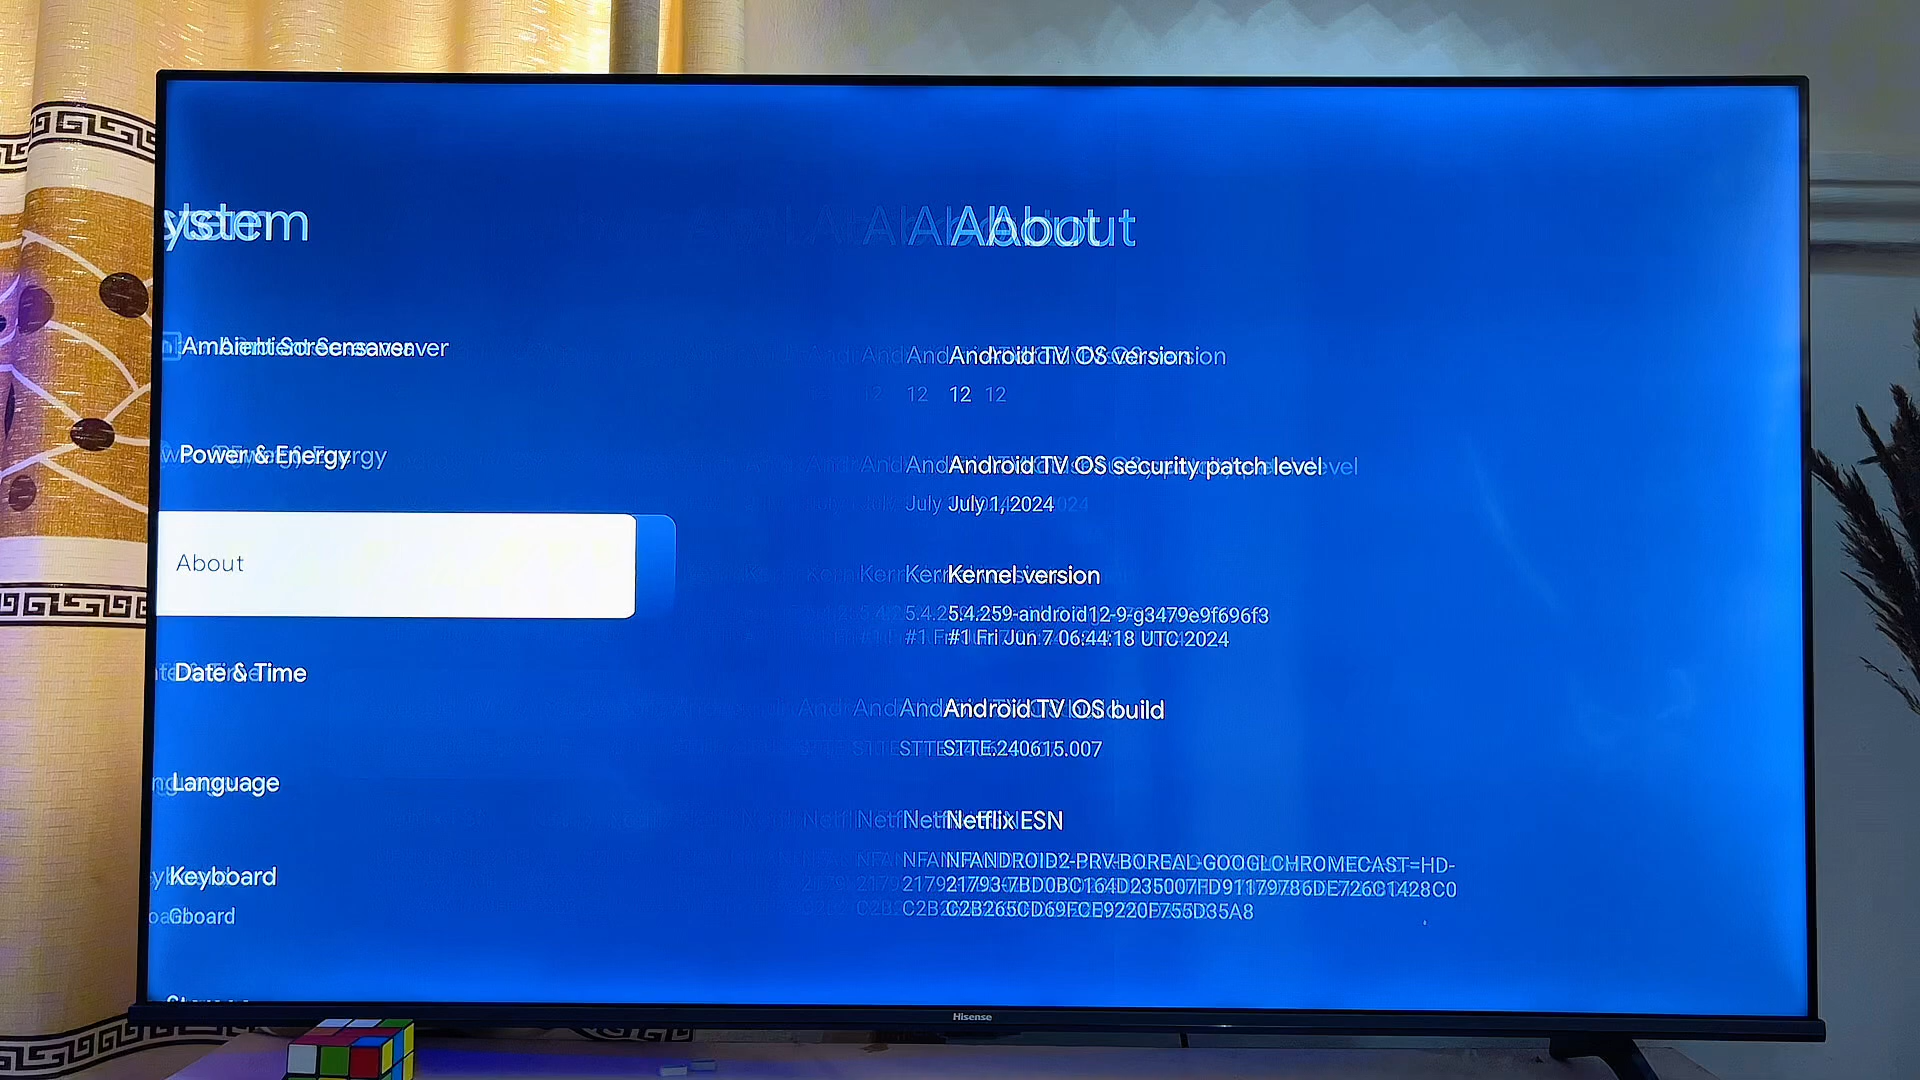 System
Ambient Screensaver
Power & Energy
About
Date & Time
Language
Keyboard
Gboard
About
Android TV OS version
12
Android TV OS security patch level
July 1, 2024
Kernel version
5.4.259-android12-9-g3479e9f696f3
#1 Fri Jun 7 06:44:18 UTC 2024
Android TV OS build
STTE.240615.007
Netflix ESN
NFANDROID2-PRV-BOREAL-GOOGLCHROMECAST=HD-
21793-7BD0BC164D235007FD91179786DE726C1428C0
C2B265CD69FCE9220F755D35A8
Hisense